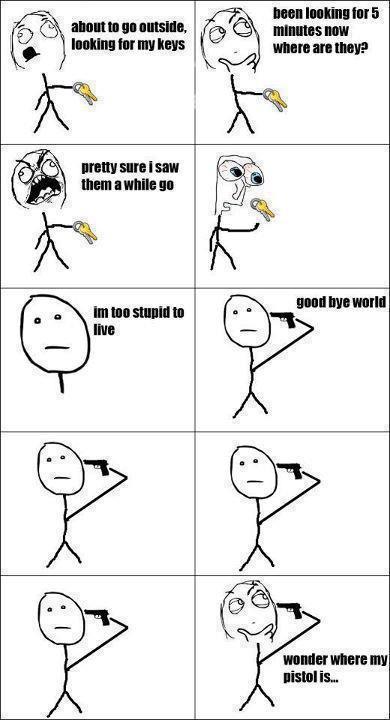 about to go outside,
looking for my keys
been looking for 5
minutes now
where are they?
pretty sure i saw
them a while go
im too stupid to
live
good bye world
wonder where my
pistol is...